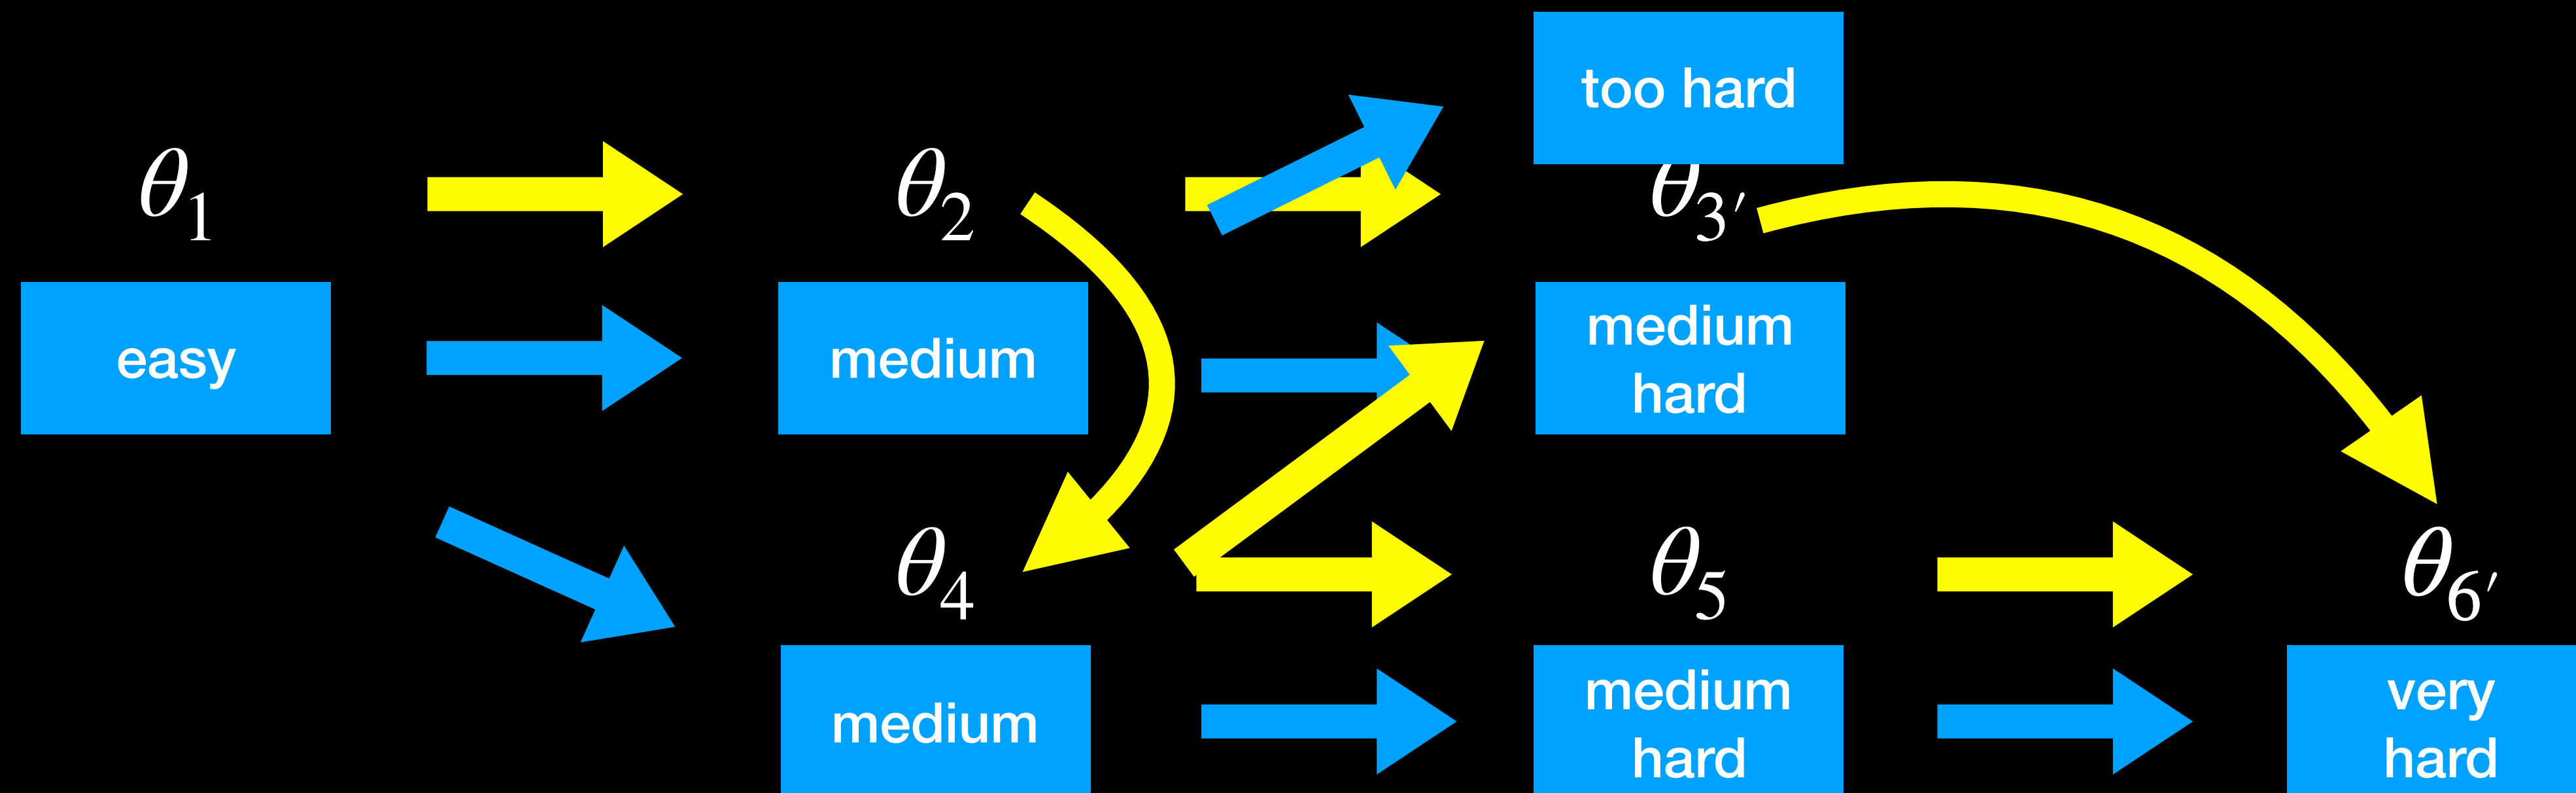 too hard
θ1
θ2
θ3′
easy
medium
medium
hard
θ4
θ5
θ6′
medium
medium
hard
very
hard